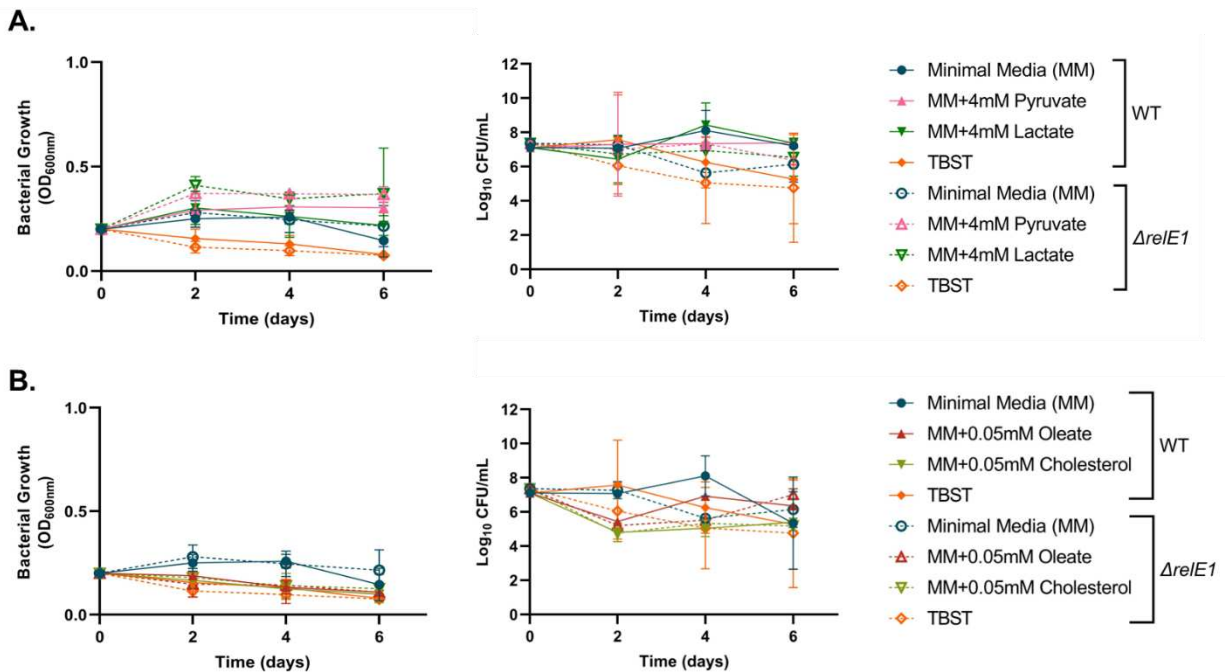 A.
Bacterial Growth
(OD600nm)
1.0
0.5
0.0
0 2 4 6
Time (days)
Log10 CFU/mL
12
10
8
6
4
2
0
0 2 4 6
Time (days)
Minimal Media (MM)
MM+4mM Pyruvate
MM+4mM Lactate
TBST
WT
Minimal Media (MM)
MM+4mM Pyruvate
MM+4mM Lactate
TBST
ΔrelE1
B.
Bacterial Growth
(OD600nm)
1.0
0.5
0.0
0 2 4 6
Time (days)
Log10 CFU/mL
12
10
8
6
4
2
0
0 2 4 6
Time (days)
Minimal Media (MM)
MM+0.05mM Oleate
MM+0.05mM Cholesterol
TBST
WT
Minimal Media (MM)
MM+0.05mM Oleate
MM+0.05mM Cholesterol
TBST
ΔrelE1